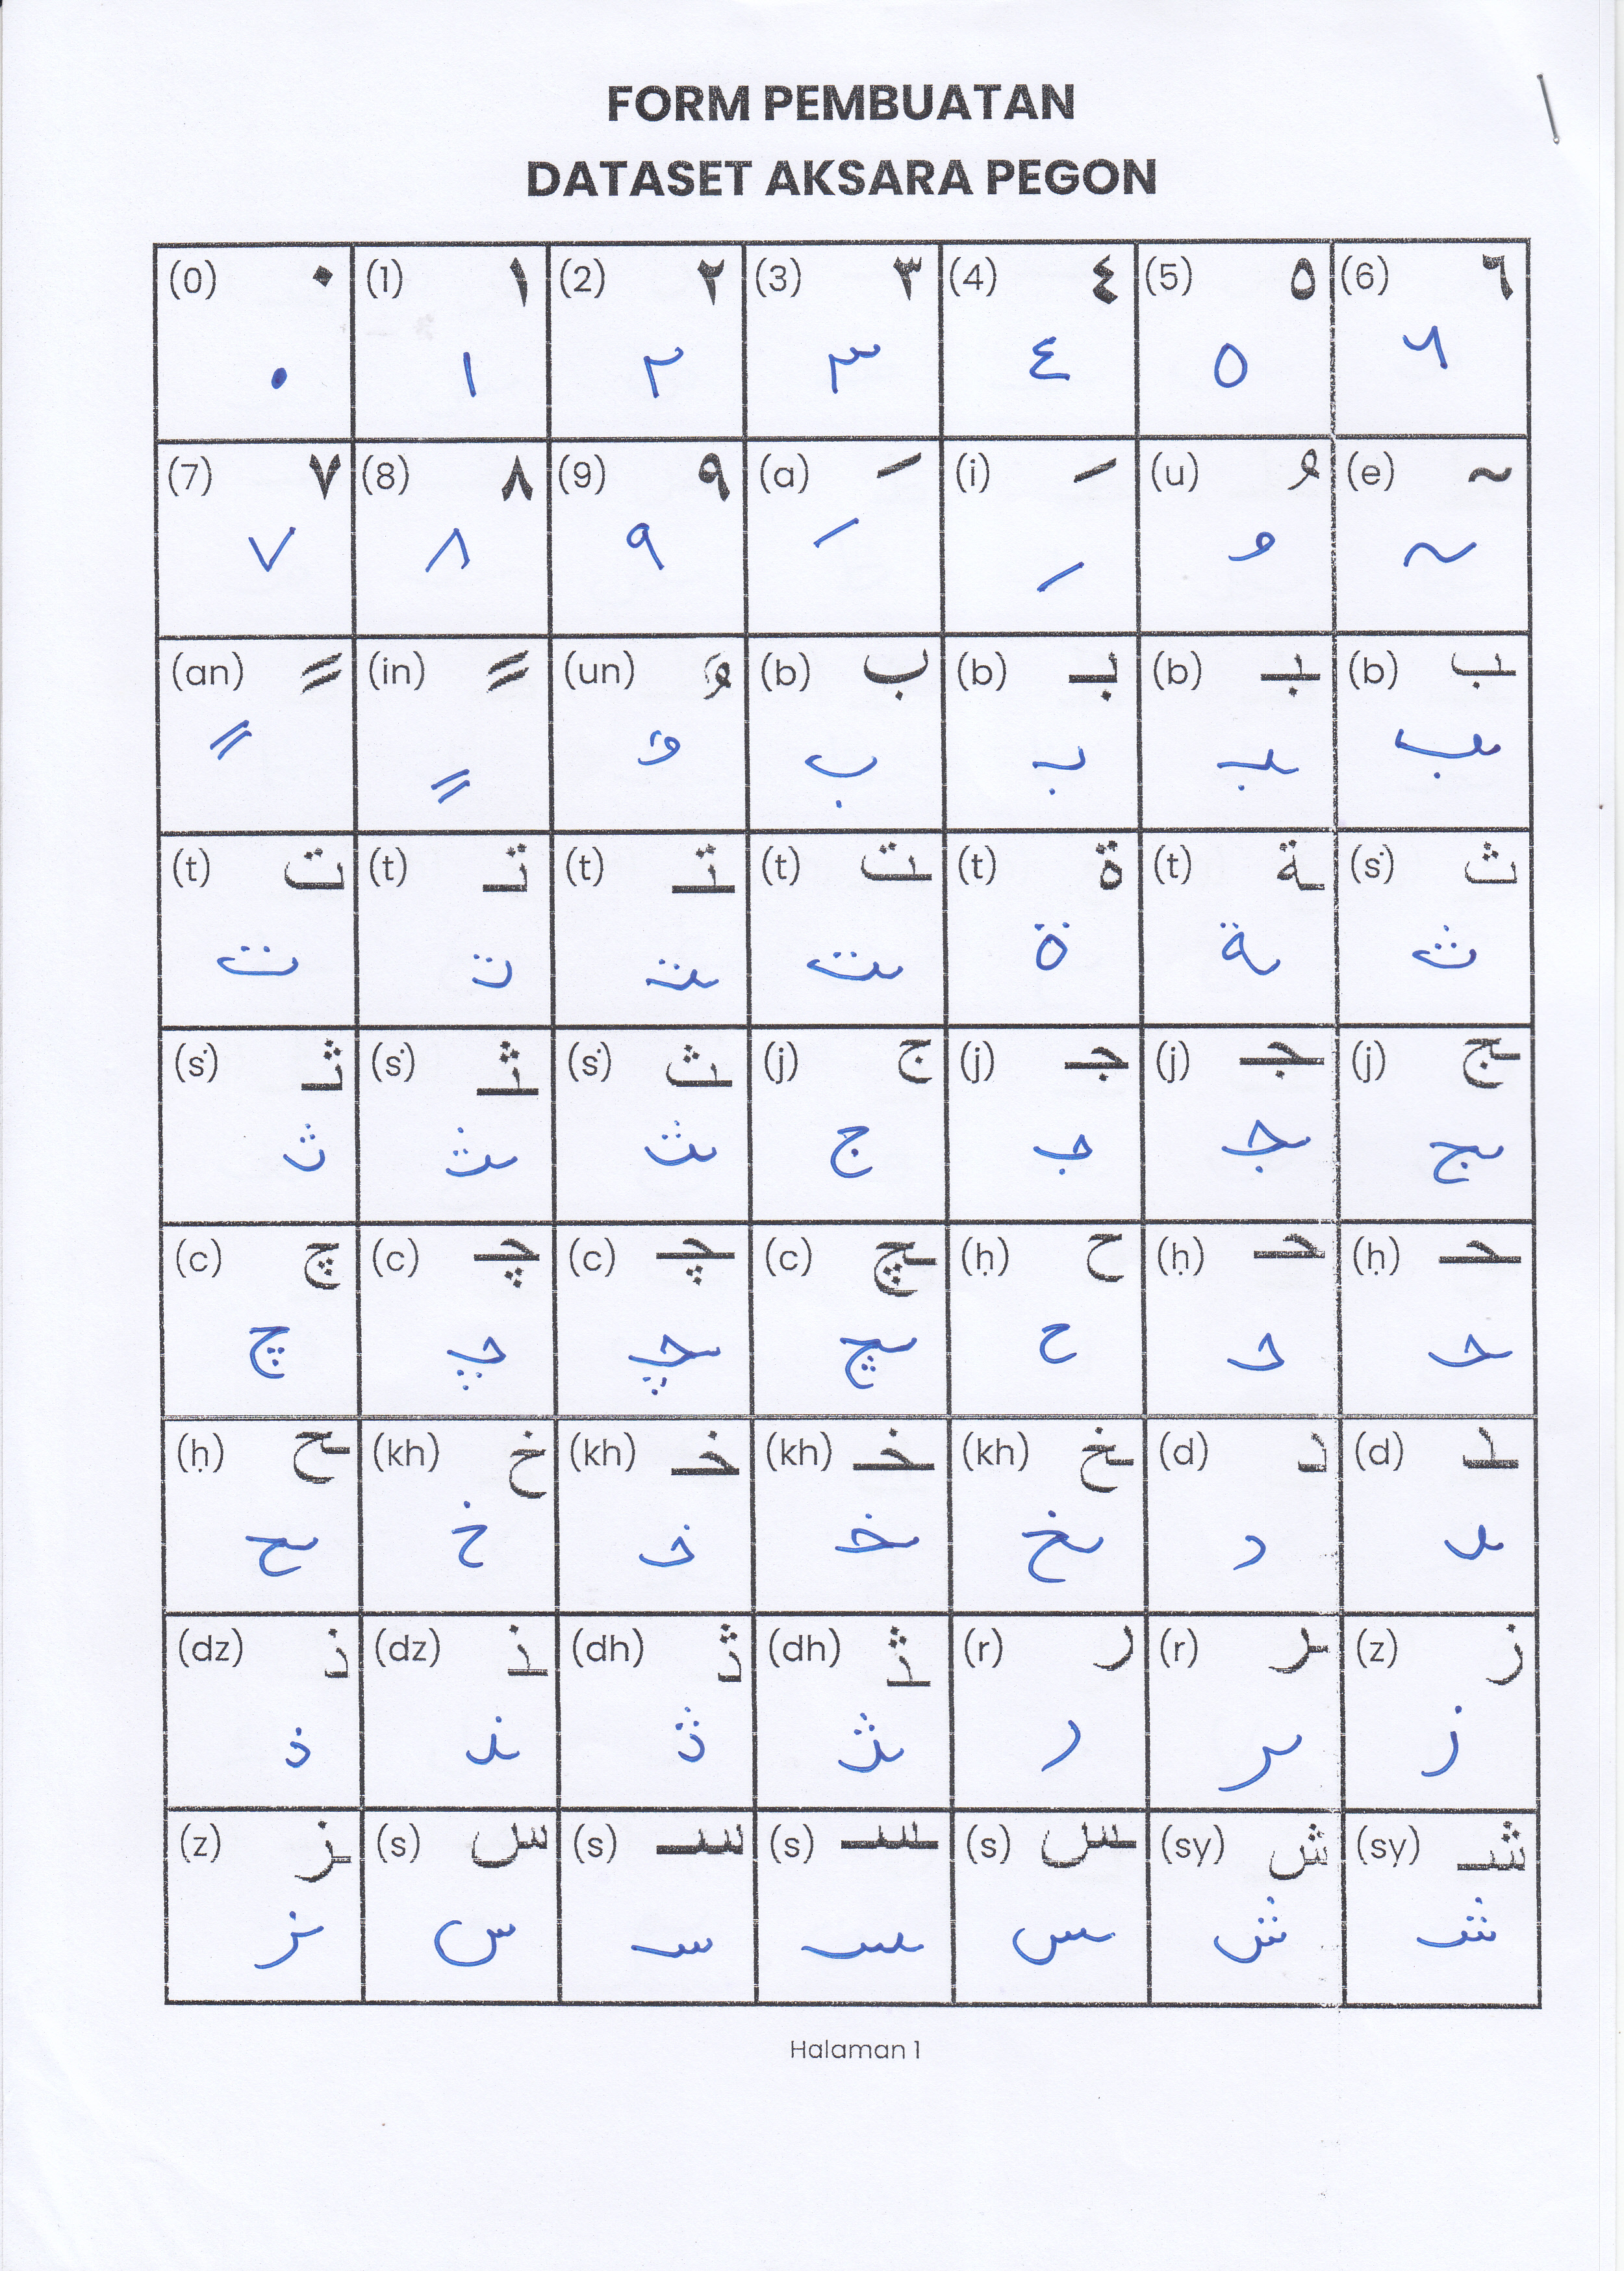 FORM PEMBUATAN
DATASET AKSARA PEGON
(0) ٠ (1) ١ (2) ٢ (3) ٣ (4) ٤ (5) ٥ (6) ٦
٠ ١ ٢ ٣ ٤ ٥ ٦
(7) ٧ (8) ٨ (9) ٩ (a) َ (i) َ (u) ُ (e) ~
٧ ٨ ٩ َ ِ ُ ~
(an) ً (in) ً (un) ٌ (b) ب (b) بـ (b) ـبـ (b) ـب
ً ٍ ٌ ب بـ ـبـ ـب
(t) ت (t) تـ (t) ـتـ (t) ـت (t) ة (t) ـة (ṡ) ث
ت تـ ـتـ ـت ة ـة ث
(ṡ) ثـ (ṡ) ـثـ (ṡ) ـث (j) ج (j) جـ (j) ـجـ (j) ـج
ثـ ـثـ ـث ج جـ ـجـ ـج
(c) چ (c) چـ (c) ـچـ (c) ـچ (ḥ) ح (ḥ) حـ (ḥ) ـحـ
چ چـ ـچـ ـچ ح حـ ـحـ
(ḥ) ـح (kh) خ (kh) خـ (kh) ـخـ (kh) ـخ (d) د (d) ـد
ـح خ خـ ـخـ ـخ د ـد
(dz) ذ (dz) ـذ (dh) ڎ (dh) ـڎ (r) ر (r) ـر (z) ز
ذ ـذ ڎ ـڎ ر ـر ز
(z) ـز (s) س (s) سـ (s) ـسـ (s) ـس (sy) ش (sy) شـ
ـز س سـ ـسـ ـس ش شـ
Halaman 1